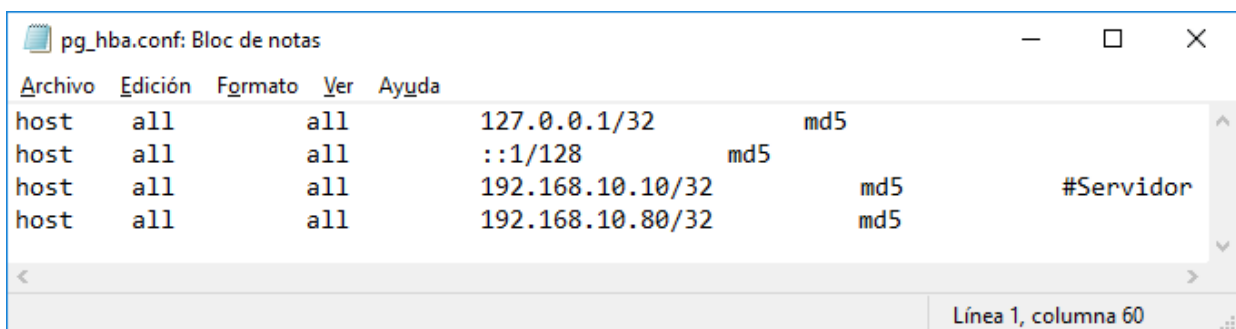 pg_hba.conf: Bloc de notas
Archivo Edición Formato Ver Ayuda
host all all 127.0.0.1/32 md5
host all all ::1/128 md5
host all all 192.168.10.10/32 md5 #Servidor
host all all 192.168.10.80/32 md5
Línea 1, columna 60